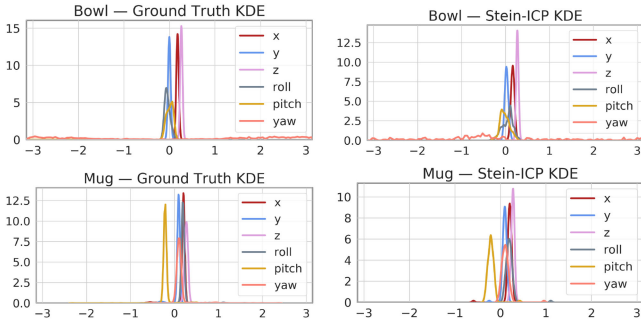 Bowl — Ground Truth KDE
15
10
5
0
x
y
z
roll
pitch
yaw
−3 −2 −1 0 1 2 3
Bowl — Stein-ICP KDE
12.5
10.0
7.5
5.0
2.5
0.0
x
y
z
roll
pitch
yaw
−3 −2 −1 0 1 2 3
Mug — Ground Truth KDE
12.5
10.0
7.5
5.0
2.5
0.0
x
y
z
roll
pitch
yaw
−3 −2 −1 0 1 2 3
Mug — Stein-ICP KDE
10
8
6
4
2
0
x
y
z
roll
pitch
yaw
−3 −2 −1 0 1 2 3